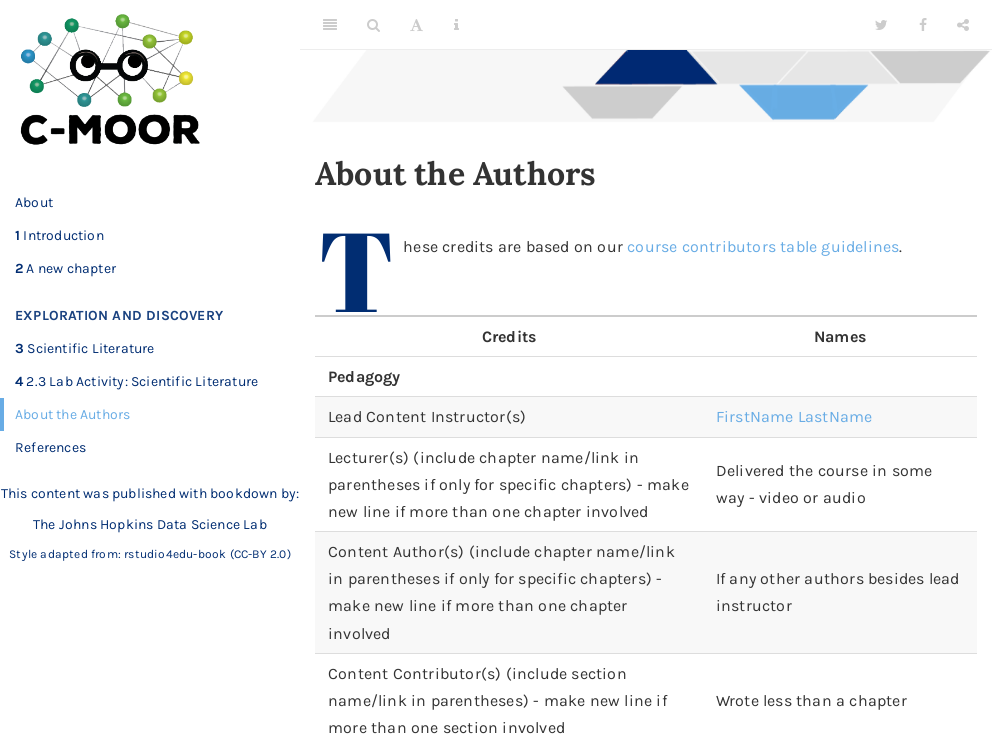 C-MOOR
About
1 Introduction
2 A new chapter
EXPLORATION AND DISCOVERY
3 Scientific Literature
4 2.3 Lab Activity: Scientific Literature
About the Authors
References
This content was published with bookdown by:
The Johns Hopkins Data Science Lab
Style adapted from: rstudio4edu-book (CC-BY 2.0)
A
i
About the Authors
These credits are based on our course contributors table guidelines.
Credits Names
Pedagogy
Lead Content Instructor(s) FirstName LastName
Lecturer(s) (include chapter name/link in
parentheses if only for specific chapters) - make
new line if more than one chapter involved
Delivered the course in some
way - video or audio
Content Author(s) (include chapter name/link
in parentheses if only for specific chapters) -
make new line if more than one chapter
involved
If any other authors besides lead
instructor
Content Contributor(s) (include section
name/link in parentheses) - make new line if
more than one section involved
Wrote less than a chapter